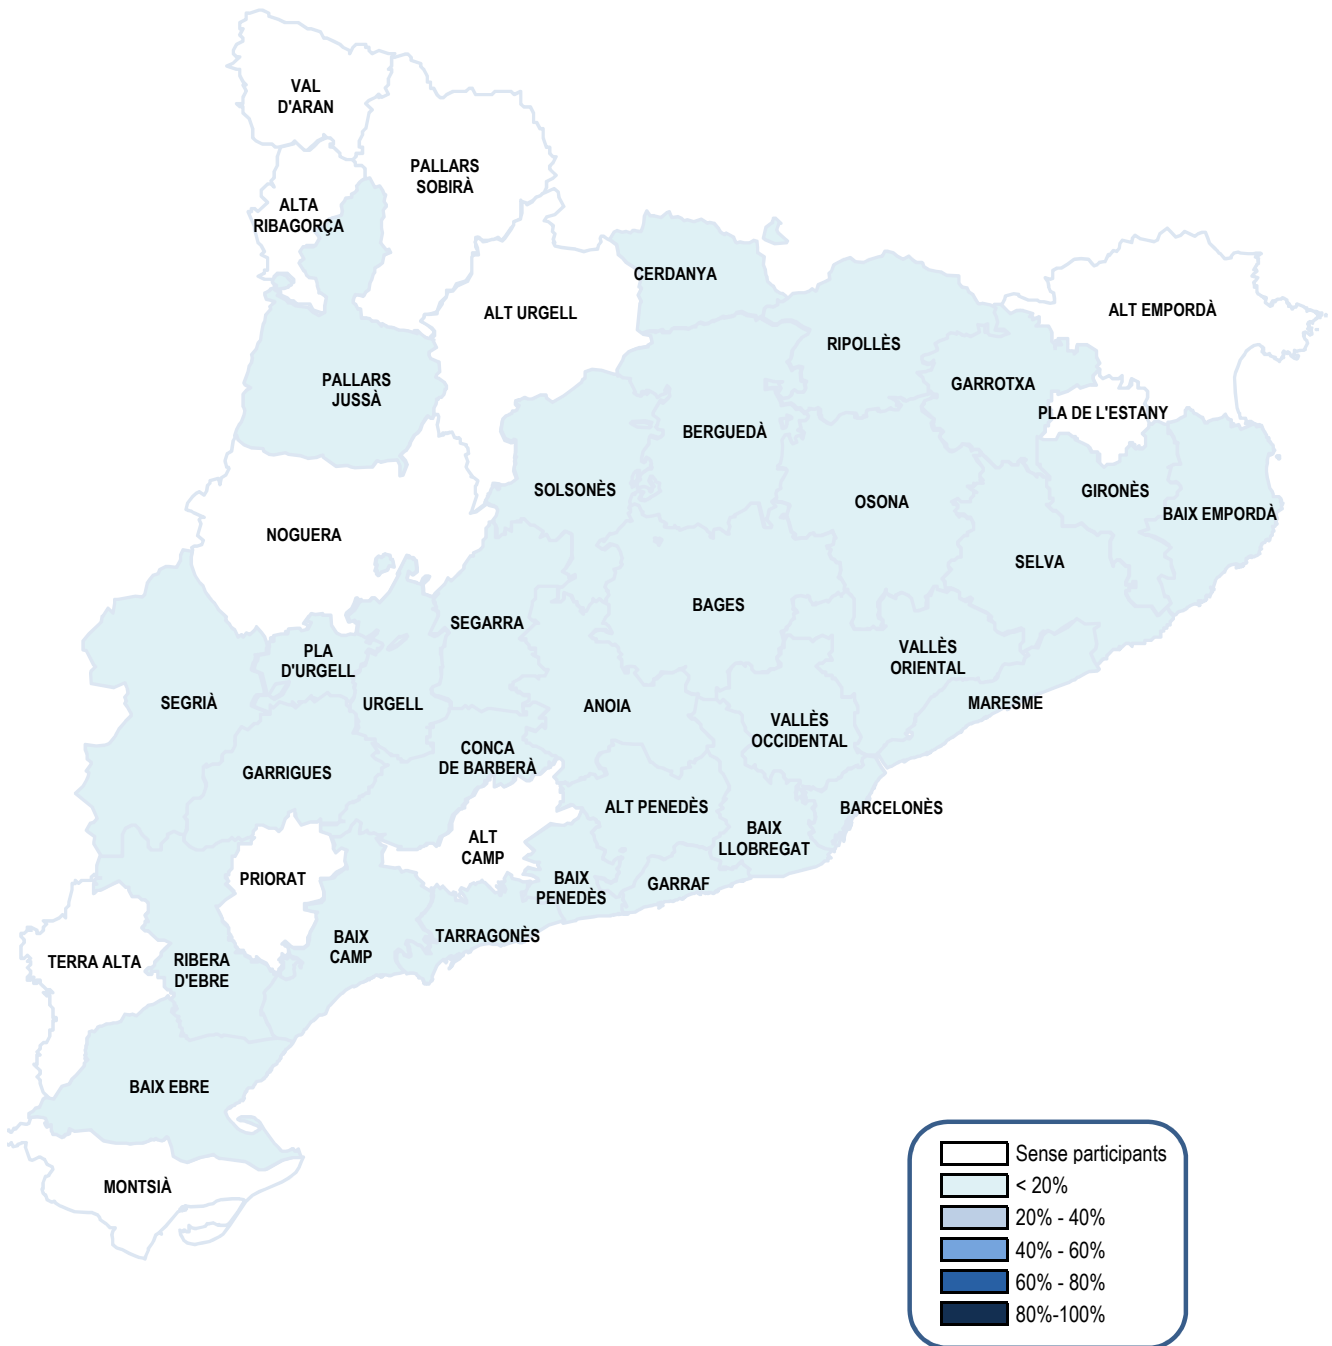 VAL
D'ARAN
PALLARS
SOBIRÀ
ALTA
RIBAGORÇA
CERDANYA
ALT URGELL
ALT EMPORDÀ
RIPOLLÈS
PALLARS
JUSSÀ
GARROTXA
PLA DE L'ESTANY
BERGUEDÀ
SOLSONÈS
OSONA
GIRONÈS
BAIX EMPORDÀ
NOGUERA
SELVA
BAGES
SEGARRA
PLA
D'URGELL
VALLÈS
ORIENTAL
SEGRIÀ
URGELL
ANOIA
MARESME
VALLÈS
OCCIDENTAL
CONCA
DE BARBERÀ
GARRIGUES
ALT PENEDÈS
BARCELONÈS
BAIX
LLOBREGAT
ALT
CAMP
PRIORAT
BAIX
PENEDÈS
GARRAF
BAIX
CAMP
TARRAGONÈS
TERRA ALTA
RIBERA
D'EBRE
BAIX EBRE
MONTSIÀ
Sense participants
< 20%
20% - 40%
40% - 60%
60% - 80%
80%-100%